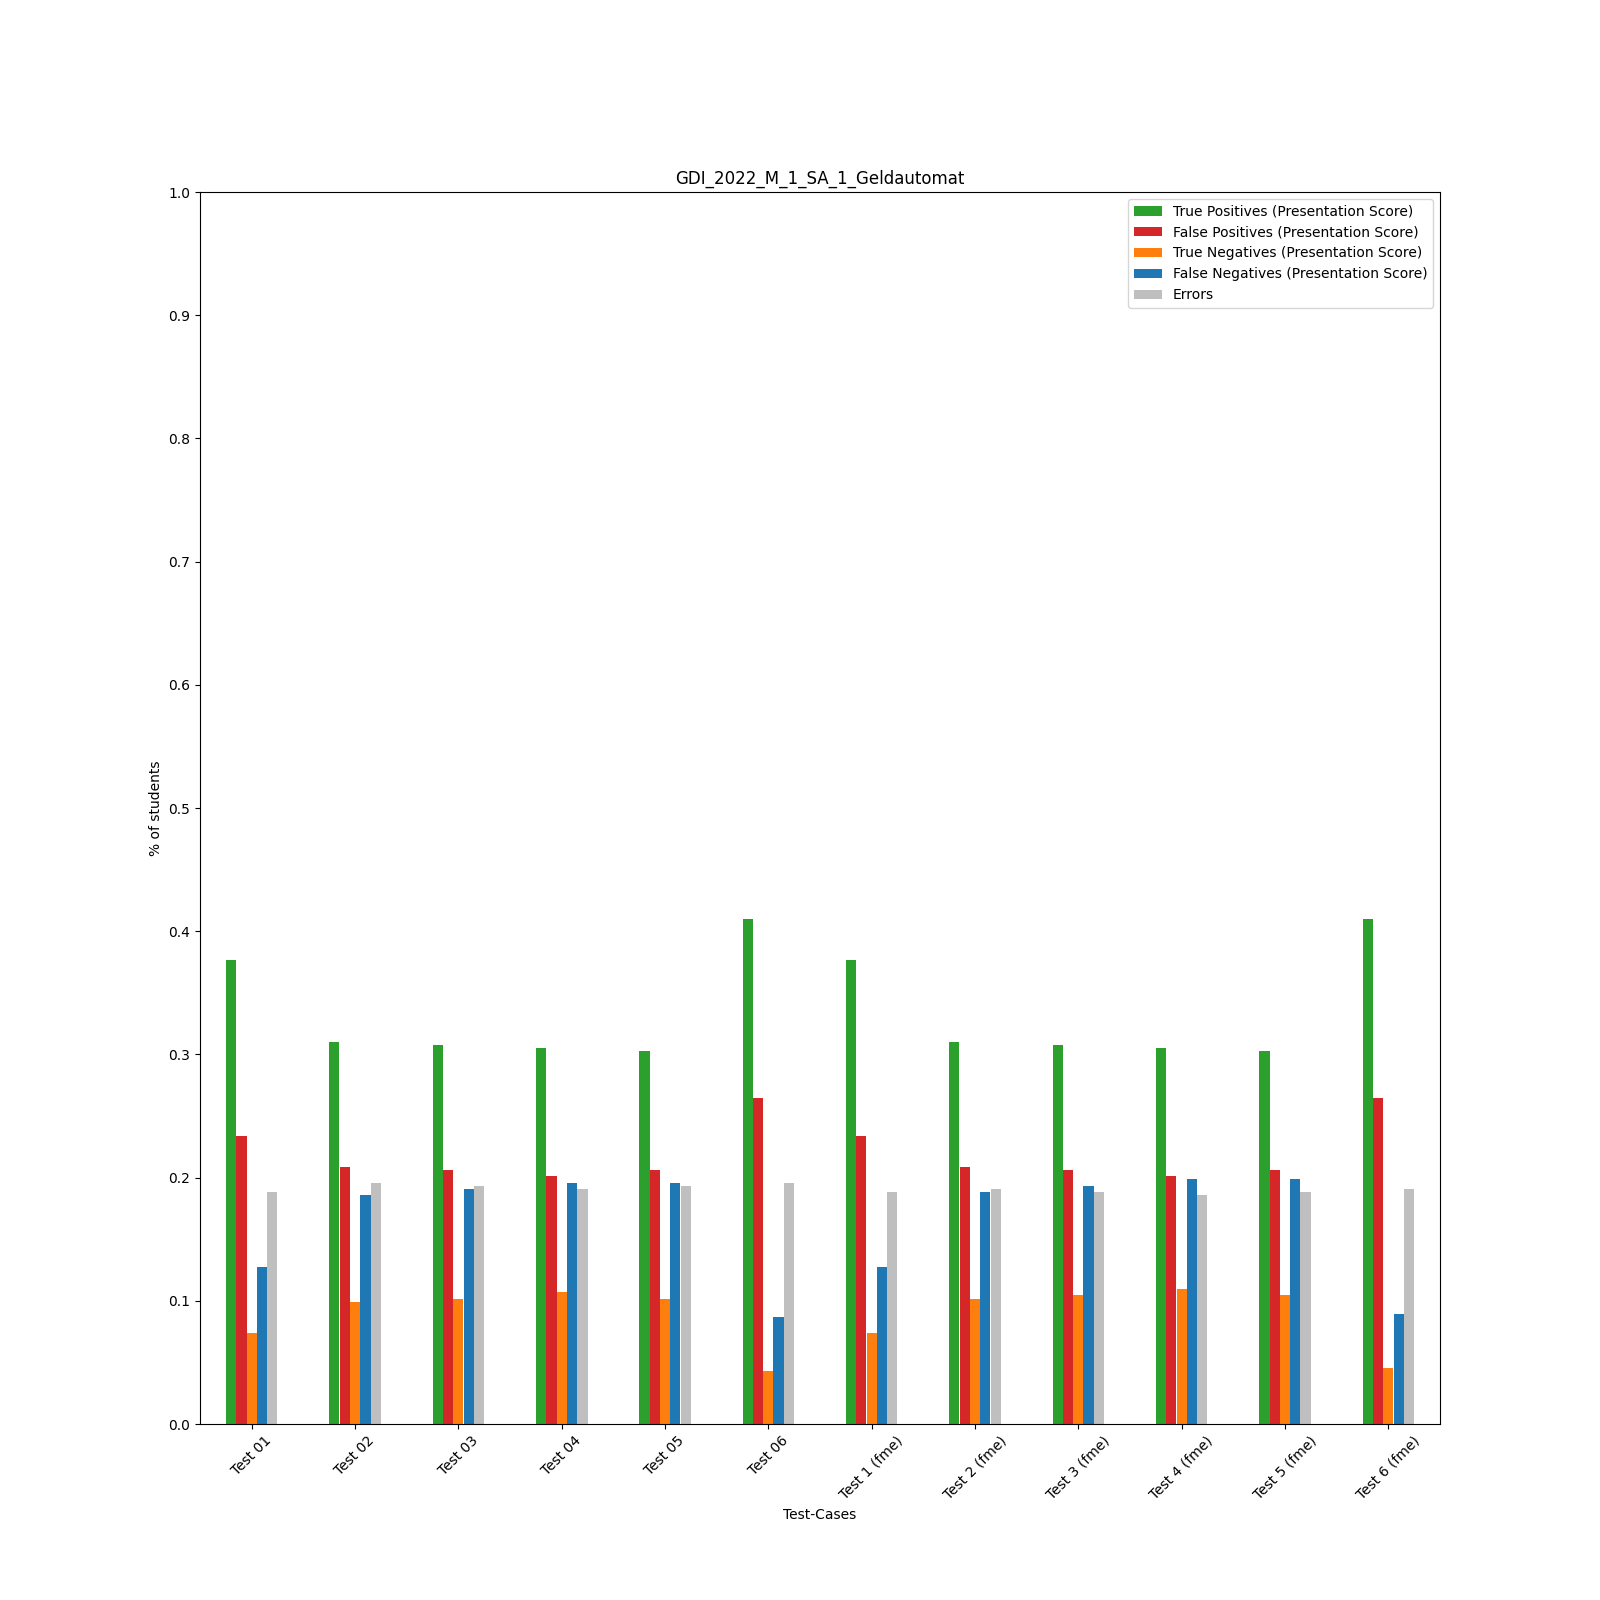 GDI_2022_M_1_SA_1_Geldautomat
True Positives (Presentation Score)
False Positives (Presentation Score)
True Negatives (Presentation Score)
False Negatives (Presentation Score)
Errors
1.0
0.9
0.8
0.7
0.6
0.5
0.4
0.3
0.2
0.1
0.0
% of students
Test 01
Test 02
Test 03
Test 04
Test 05
Test 06
Test 1 (fme)
Test 2 (fme)
Test 3 (fme)
Test 4 (fme)
Test 5 (fme)
Test 6 (fme)
Test-Cases